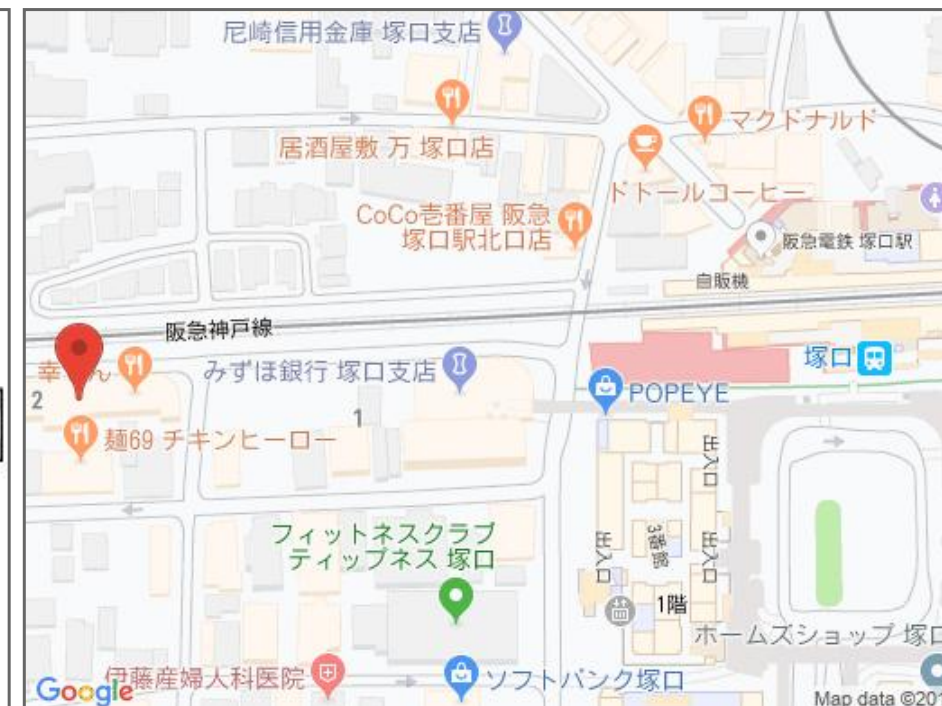 尼崎信用金庫 塚口支店
居酒屋敷 万 塚口店
マクドナルド
ドトールコーヒー
CoCo壱番屋 阪急
塚口駅北口店
阪急電鉄 塚口駅
自販機
阪急神戸線
塚口
みずほ銀行 塚口支店
POPEYE
2
1
麺69 チキンヒーロー
出入口
フィットネスクラブ
ティップネス 塚口
出入口
3番館
出入口
1階
ホームズショップ 塚口
伊藤産婦人科医院
ソフトバンク塚口
Google
Map data ©201